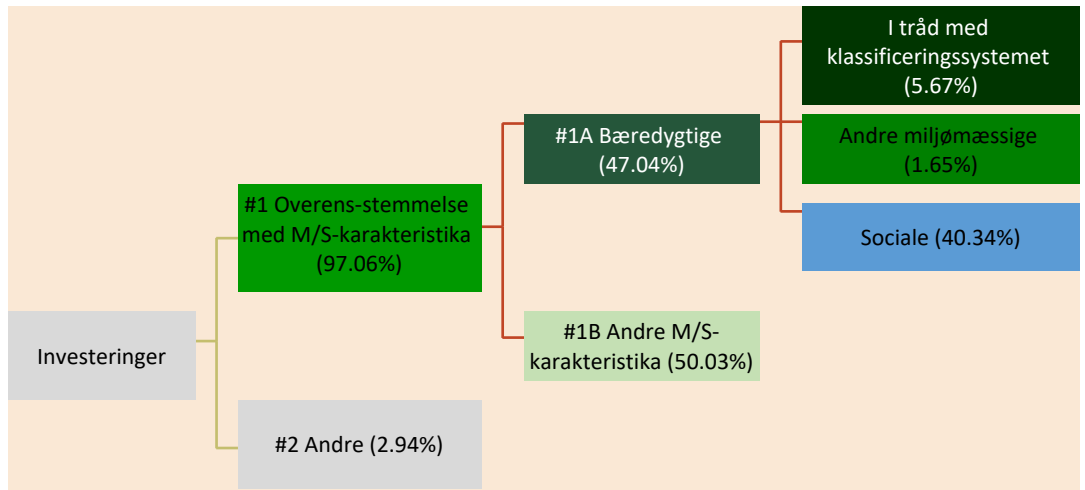 I tråd med
klassificeringssystemet
(5.67%)
#1A Bæredygtige
(47.04%)
Andre miljømæssige
(1.65%)
#1 Overens-stemmelse
med M/S-karakteristika
(97.06%)
Sociale (40.34%)
Investeringer
#1B Andre M/S-
karakteristika (50.03%)
#2 Andre (2.94%)